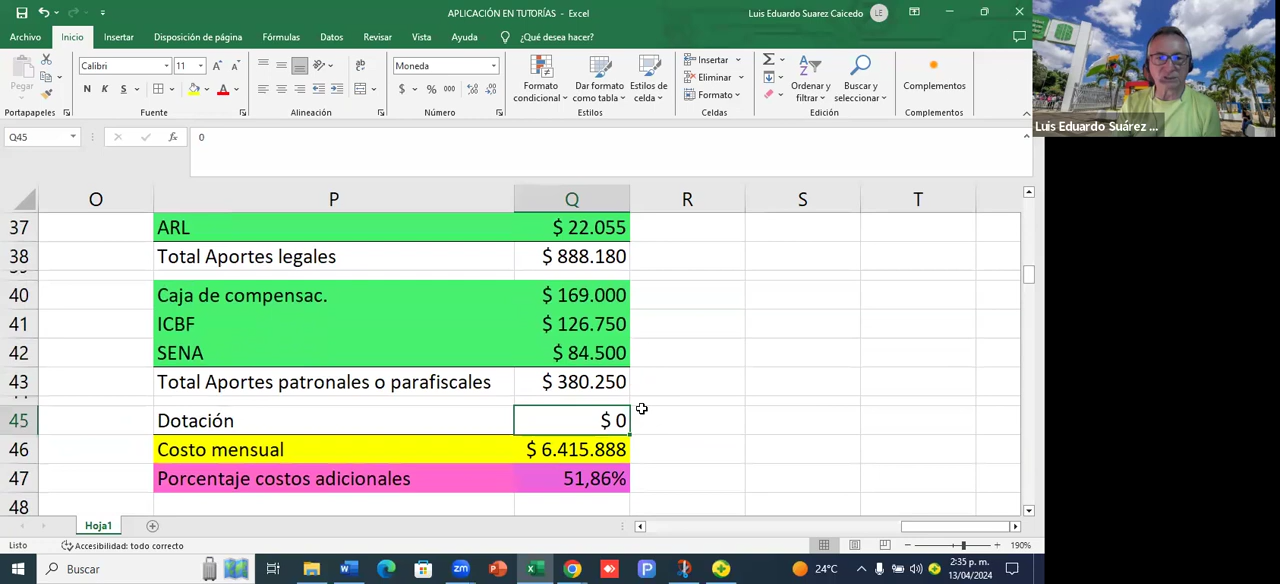 APLICACIÓN EN TUTORÍAS - Excel
Luis Eduardo Suarez Caicedo
LE
Archivo Inicio Insertar Disposición de página Fórmulas Datos Revisar Vista Ayuda ¿Qué desea hacer?
Pegar
Calibri 11
N K S
Moneda
$ % 000
Formato condicional
Dar formato como tabla
Estilos de celda
Insertar
Eliminar
Formato
Ordenar y filtrar
Buscar y seleccionar
Complementos
Portapapeles Fuente Alineación Número Estilos Celdas Edición Complementos
Luis Eduardo Suárez ...
Q45 fx 0
O P Q R S T
37 ARL $ 22.055
38 Total Aportes legales $ 888.180
39
40 Caja de compensac. $ 169.000
41 ICBF $ 126.750
42 SENA $ 84.500
43 Total Aportes patronales o parafiscales $ 380.250
44
45 Dotación $ 0
46 Costo mensual $ 6.415.888
47 Porcentaje costos adicionales 51,86%
48
Hoja1
Listo Accesibilidad: todo correcto 190%
Buscar
zm
24°C
2:35 p. m.
13/04/2024